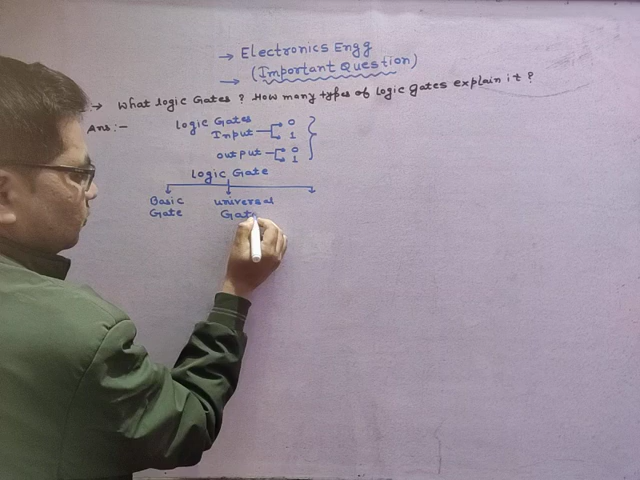 → Electronics Engg
→ (Important Question)
→ What logic Gates ? How many types of logic gates explain it ?
Ans:-
logic Gates
Input 0
1
output 0
1
logic Gate
Basic universal
Gate Gate